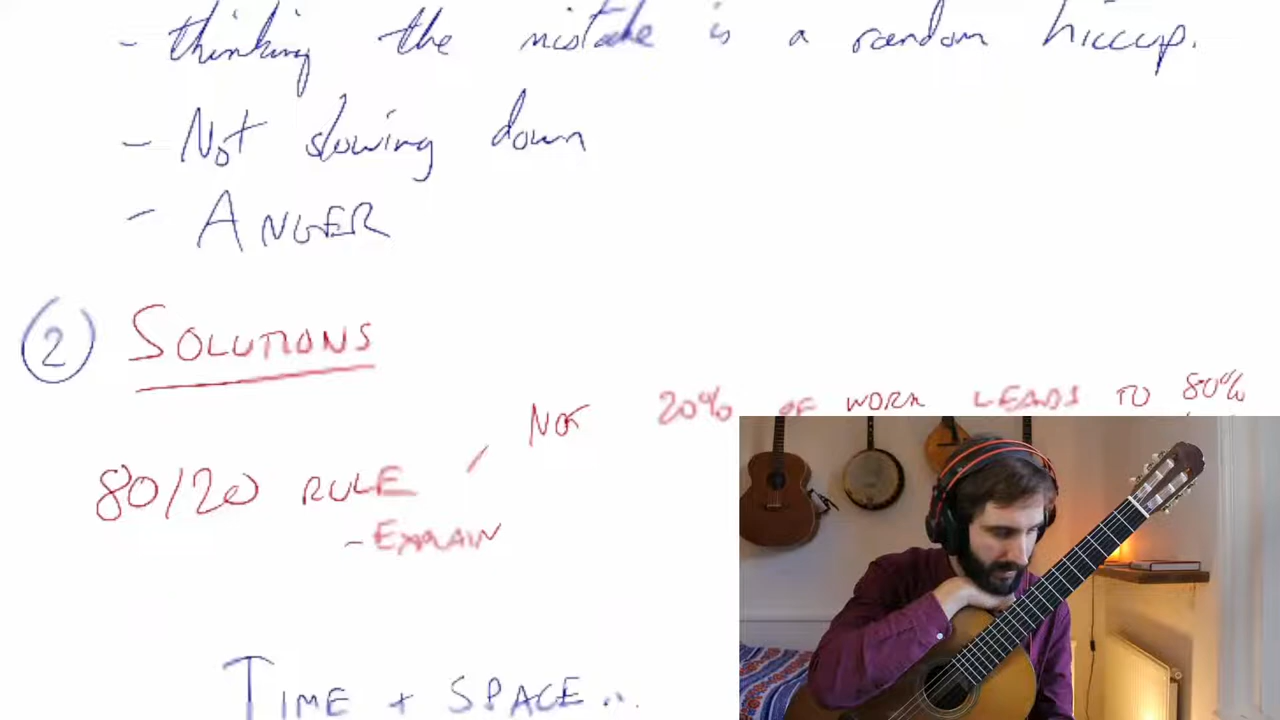 - thinking the mistake is a random hiccup.
- Not slowing down
- ANGER
2 SOLUTIONS
NOT 20% OF WORK LEADS TO 80%
80/20 RULE
- EXPLAIN
TIME + SPACE...